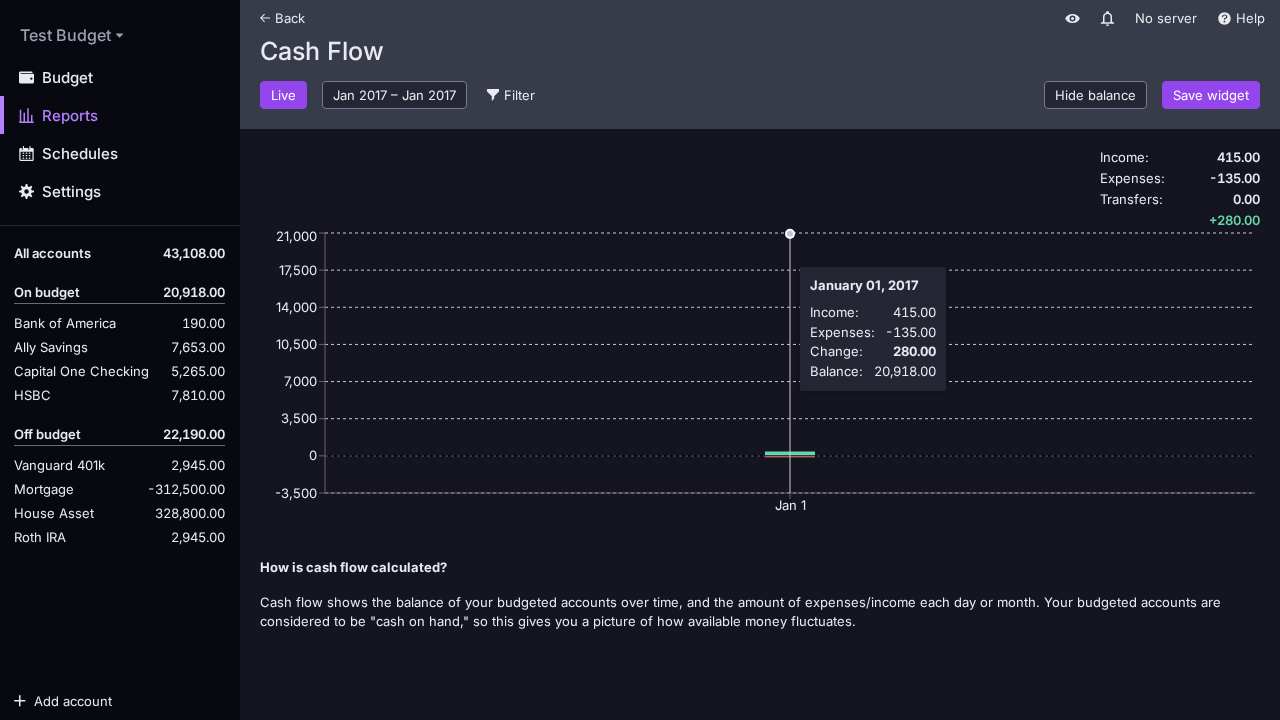 Test Budget
Budget
Reports
Schedules
Settings
All accounts 43,108.00
On budget 20,918.00
Bank of America 190.00
Ally Savings 7,653.00
Capital One Checking 5,265.00
HSBC 7,810.00
Off budget 22,190.00
Vanguard 401k 2,945.00
Mortgage -312,500.00
House Asset 328,800.00
Roth IRA 2,945.00
Add account
Back
No server
Help
Cash Flow
Live
Jan 2017 – Jan 2017
Filter
Hide balance
Save widget
Income: 415.00
Expenses: -135.00
Transfers: 0.00
+280.00
21,000
17,500
14,000
10,500
7,000
3,500
0
-3,500
Jan 1
January 01, 2017
Income: 415.00
Expenses: -135.00
Change: 280.00
Balance: 20,918.00
How is cash flow calculated?
Cash flow shows the balance of your budgeted accounts over time, and the amount of expenses/income each day or month. Your budgeted accounts are
considered to be "cash on hand," so this gives you a picture of how available money fluctuates.